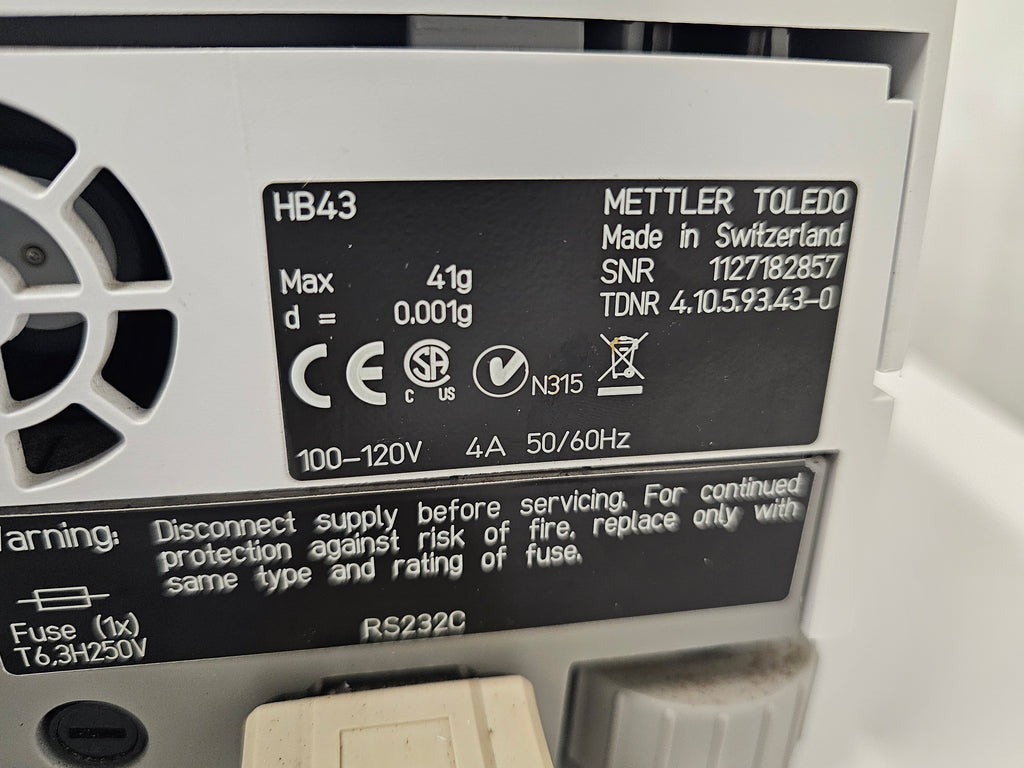 HB43
METTLER TOLEDO
Made in Switzerland
Max 41g
SNR 1127182857
d = 0.001g
TDNR 4.10.5.93.43-0
CE SA C US N315
100-120V 4A 50/60Hz
arning: Disconnect supply before servicing. For continued
protection against risk of fire, replace only with
same type and rating of fuse.
Fuse (1x)
T6,3H250V
RS232C